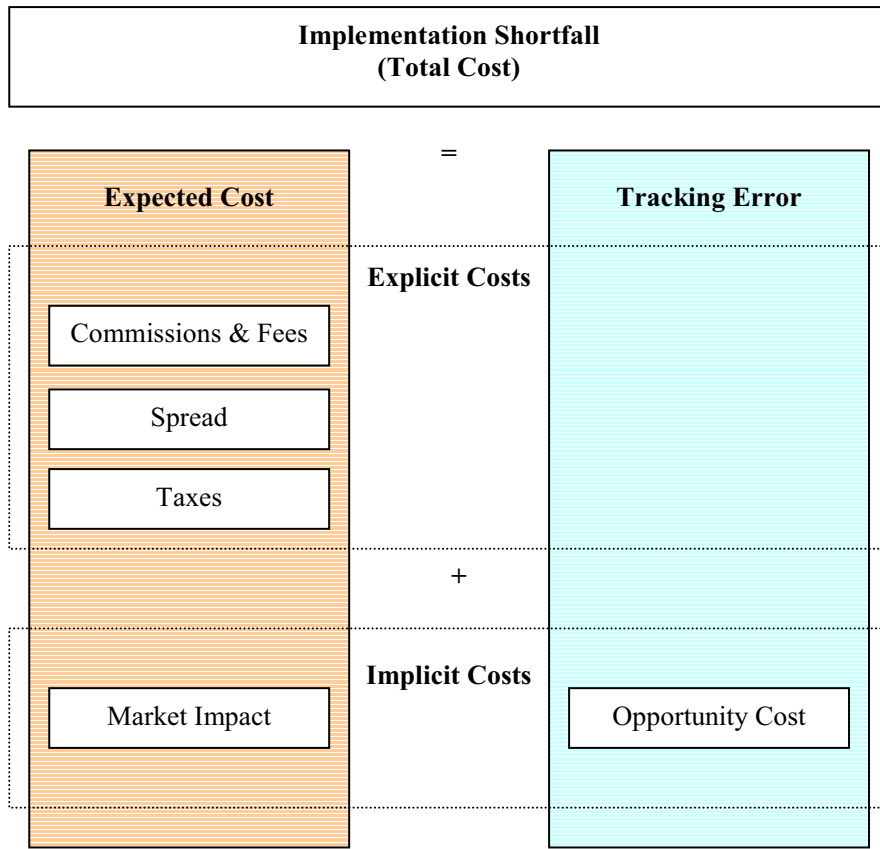 Implementation Shortfall
(Total Cost)
=
Expected Cost
Tracking Error
Explicit Costs
Commissions & Fees
Spread
Taxes
+
Implicit Costs
Market Impact
Opportunity Cost